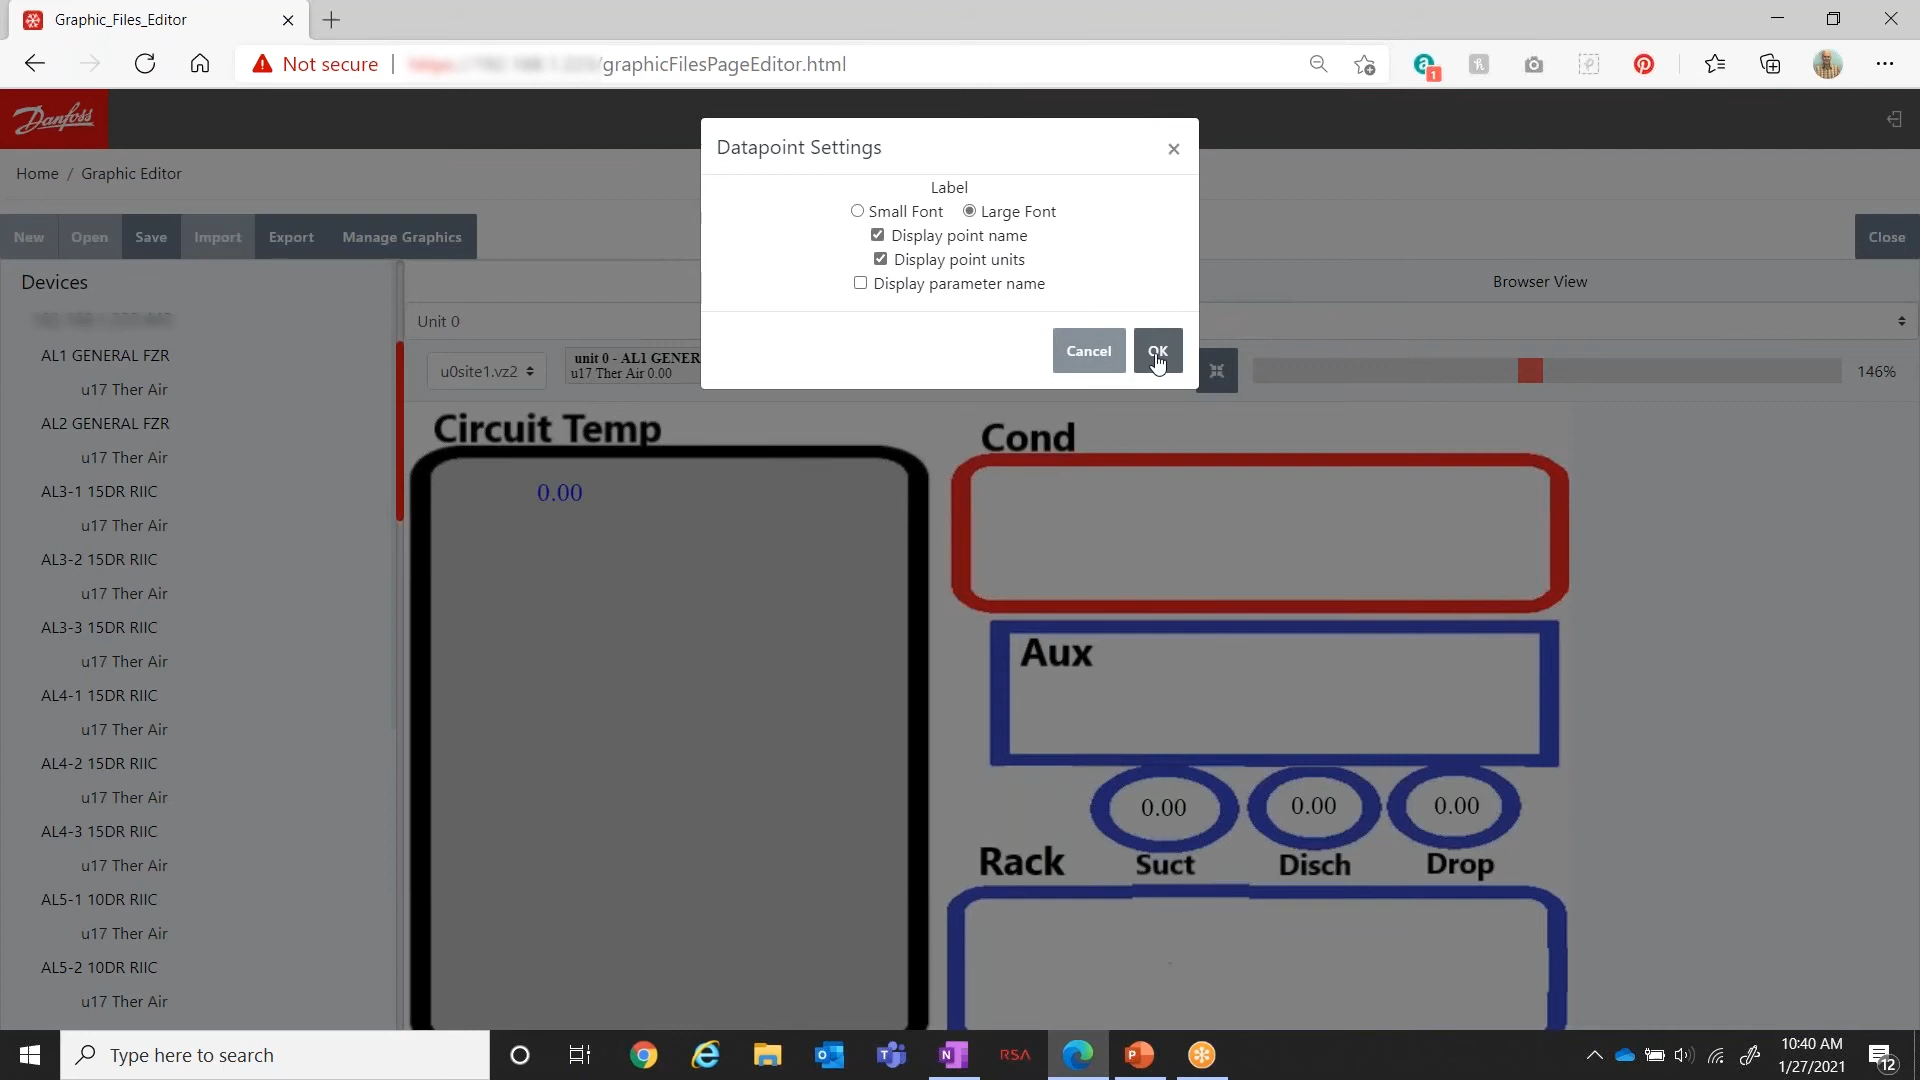 Graphic_Files_Editor
Not secure
/graphicFilesPageEditor.html
1
Danfoss
Home / Graphic Editor
New Open Save Import Export Manage Graphics
Close
Devices
AL1 GENERAL FZR
u17 Ther Air
AL2 GENERAL FZR
u17 Ther Air
AL3-1 15DR RIIC
u17 Ther Air
AL3-2 15DR RIIC
u17 Ther Air
AL3-3 15DR RIIC
u17 Ther Air
AL4-1 15DR RIIC
u17 Ther Air
AL4-2 15DR RIIC
u17 Ther Air
AL4-3 15DR RIIC
u17 Ther Air
AL5-1 10DR RIIC
u17 Ther Air
AL5-2 10DR RIIC
u17 Ther Air
Datapoint Settings
Label
Small Font Large Font
Display point name
Display point units
Display parameter name
Cancel OK
Browser View
Unit 0
u0site1.vz2
unit 0 - AL1 GENER
u17 Ther Air 0.00
146%
Circuit Temp
0.00
Cond
Aux
0.00 0.00 0.00
Rack Suct Disch Drop
Type here to search
RSA
10:40 AM
1/27/2021
12